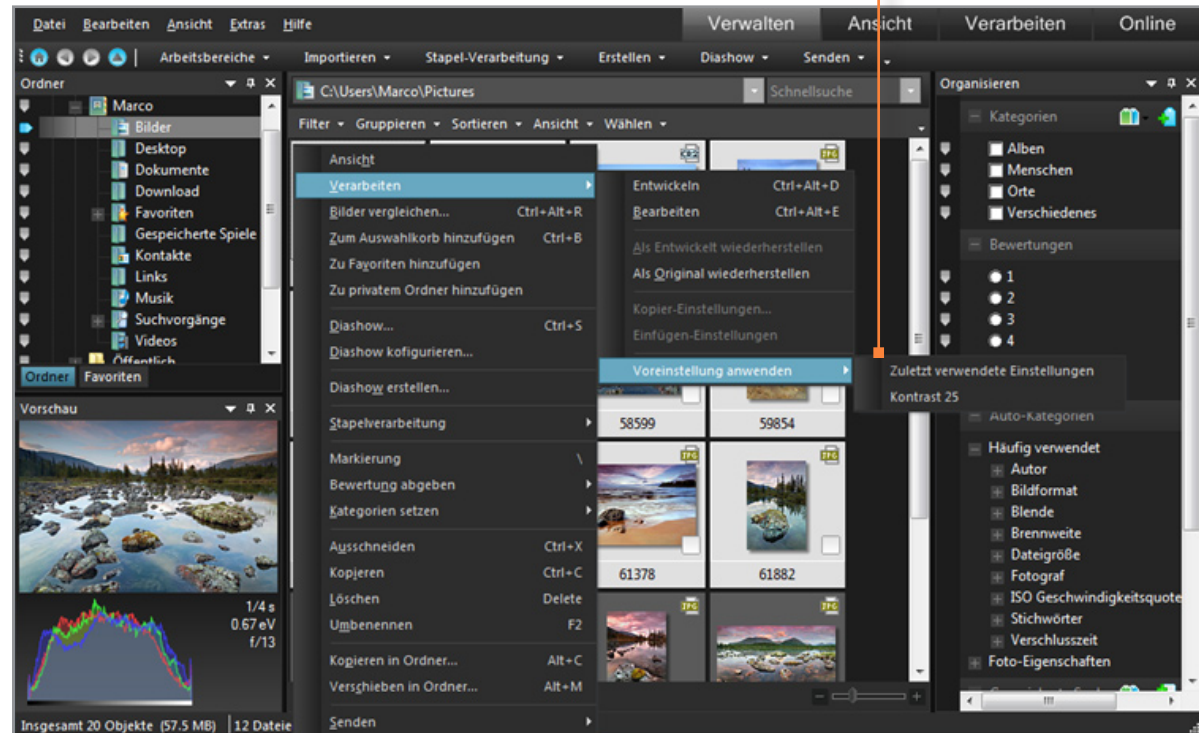 Datei Bearbeiten Ansicht Extras Hilfe
Verwalten Ansicht Verarbeiten Online
Arbeitsbereiche Importieren Stapel-Verarbeitung Erstellen Diashow Senden
Ordner
Marco
Bilder
Desktop
Dokumente
Download
Favoriten
Gespeicherte Spiele
Kontakte
Links
Musik
Suchvorgänge
Videos
Öffentlich
Ordner Favoriten
Vorschau
1/4 s
0.67 eV
f/13
Insgesamt 20 Objekte (57.5 MB) 12 Dateie
C:\Users\Marco\Pictures
Schnellsuche
Filter Gruppieren Sortieren Ansicht Wählen
CR2
JPG
Ansicht
Verarbeiten
Bilder vergleichen... Ctrl+Alt+R
Zum Auswahlkorb hinzufügen Ctrl+B
Zu Favoriten hinzufügen
Zu privatem Ordner hinzufügen
Diashow... Ctrl+S
Diashow kofigurieren...
Diashow erstellen...
Stapelverarbeitung
Markierung \
Bewertung abgeben
Kategorien setzen
Ausschneiden Ctrl+X
Kopieren Ctrl+C
Löschen Delete
Umbenennen F2
Kopieren in Ordner... Alt+C
Verschieben in Ordner... Alt+M
Senden
Entwickeln Ctrl+Alt+D
Bearbeiten Ctrl+Alt+E
Als Entwickelt wiederherstellen
Als Original wiederherstellen
Kopier-Einstellungen...
Einfügen-Einstellungen
Voreinstellung anwenden
Zuletzt verwendete Einstellungen
Kontrast 25
58599 59854
JPG JPG
61378 61882
JPG JPG
Organisieren
Kategorien
Alben
Menschen
Orte
Verschiedenes
Bewertungen
1
2
3
4
Auto-Kategorien
Häufig verwendet
Autor
Bildformat
Blende
Brennweite
Dateigröße
Fotograf
ISO Geschwindigkeitsquote
Stichwörter
Verschlusszeit
Foto-Eigenschaften